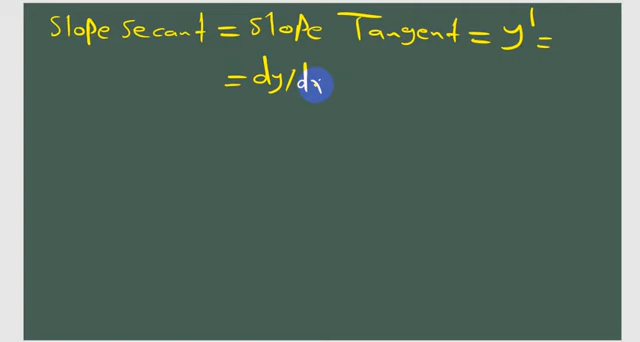 Slope Secant = Slope Tangent = y' =
= dy/dx